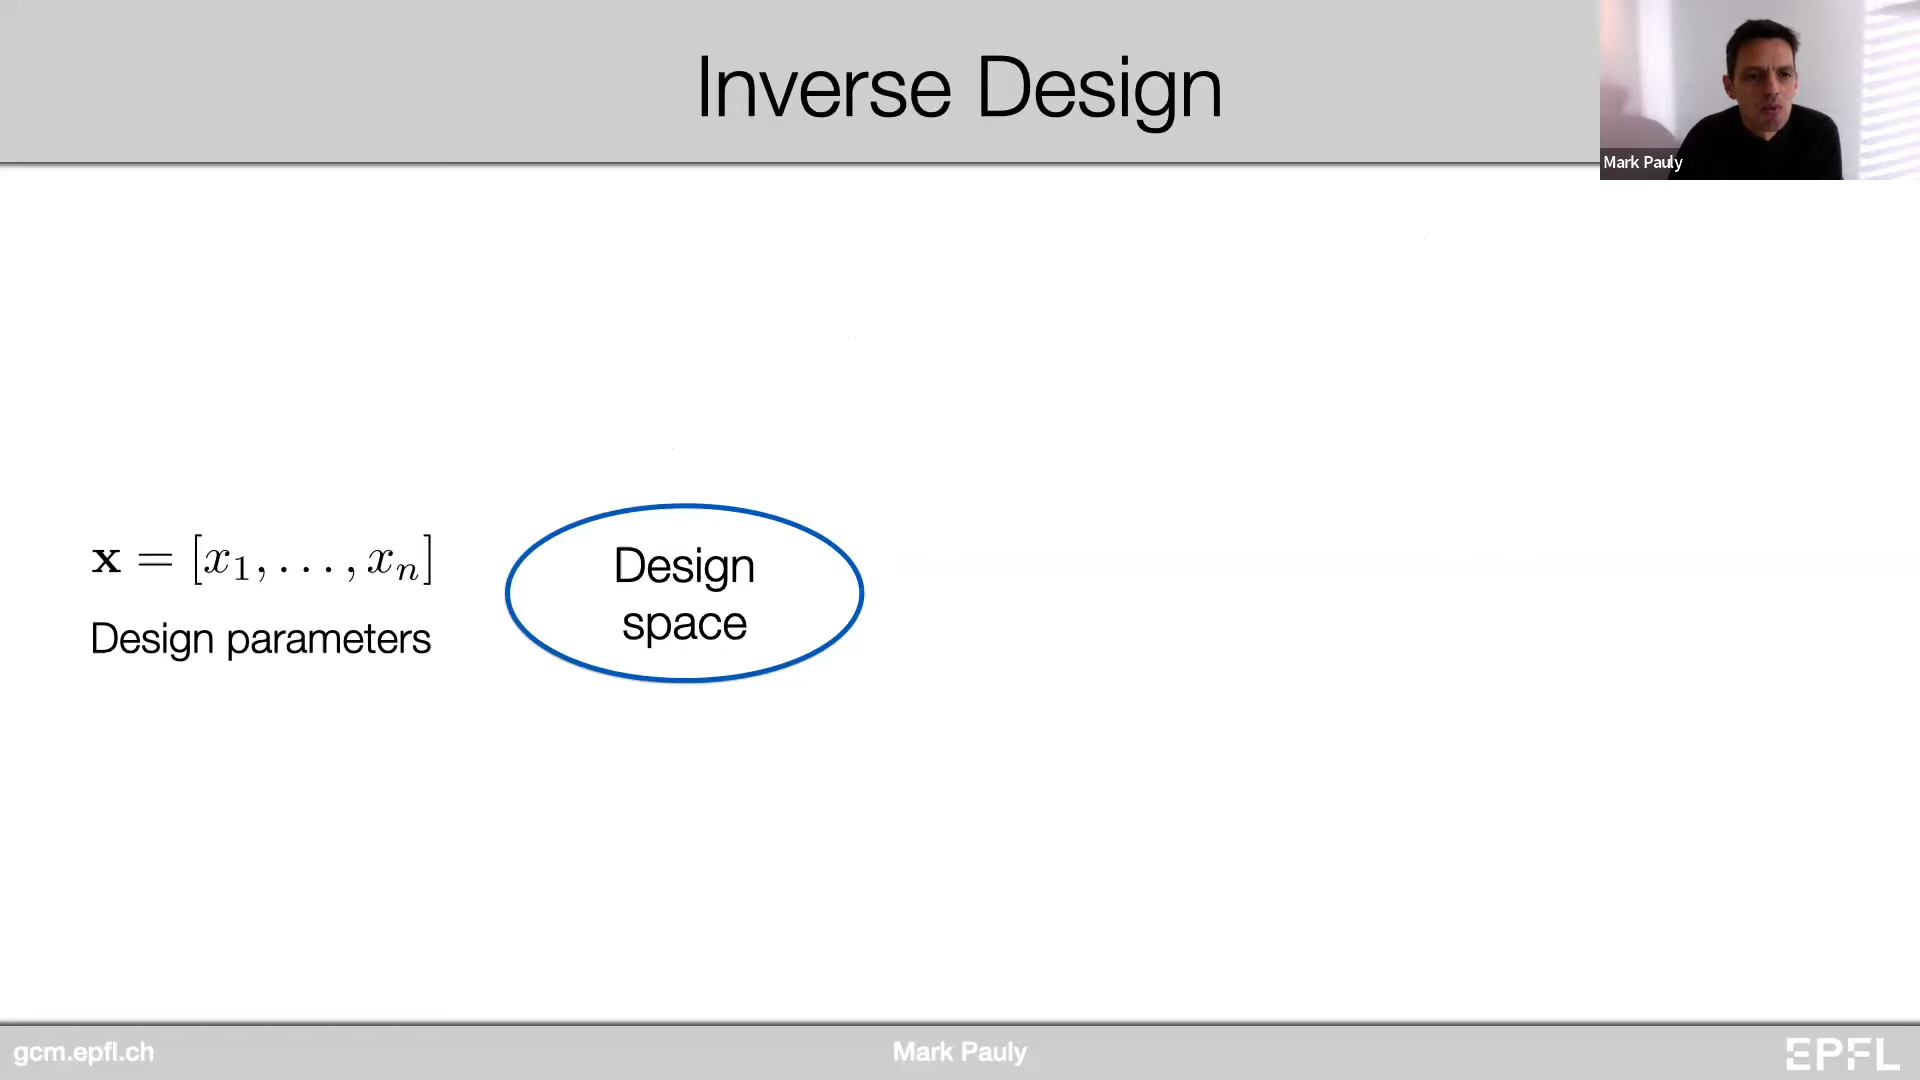 Inverse Design
Mark Pauly
x = [x₁, . . . , xₙ]
Design parameters
Design
space
gcm.epfl.ch
Mark Pauly
EPFL